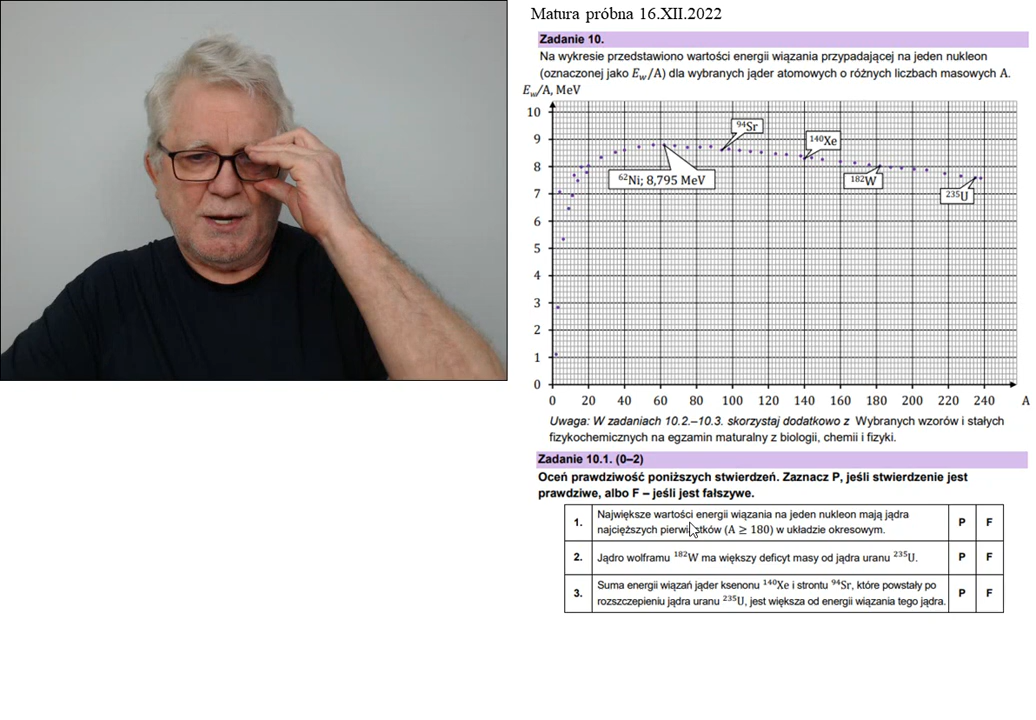 Matura próbna 16.XII.2022
Zadanie 10.
Na wykresie przedstawiono wartości energii wiązania przypadającej na jeden nukleon
(oznaczonej jako E_w/A) dla wybranych jąder atomowych o różnych liczbach masowych A.
E_w/A, MeV
10
9
8
7
6
5
4
3
2
1
0
⁹⁴Sr
¹⁴⁰Xe
⁶²Ni; 8,795 MeV
¹⁸²W
²³⁵U
0 20 40 60 80 100 120 140 160 180 200 220 240 A
Uwaga: W zadaniach 10.2.–10.3. skorzystaj dodatkowo z Wybranych wzorów i stałych
fizykochemicznych na egzamin maturalny z biologii, chemii i fizyki.
Zadanie 10.1. (0–2)
Oceń prawdziwość poniższych stwierdzeń. Zaznacz P, jeśli stwierdzenie jest
prawdziwe, albo F – jeśli jest fałszywe.
1. Największe wartości energii wiązania na jeden nukleon mają jądra P F
najcięższych pierwiastków (A ≥ 180) w układzie okresowym.
2. Jądro wolframu ¹⁸²W ma większy deficyt masy od jądra uranu ²³⁵U. P F
3. Suma energii wiązań jąder ksenonu ¹⁴⁰Xe i strontu ⁹⁴Sr, które powstały po P F
rozszczepieniu jądra uranu ²³⁵U, jest większa od energii wiązania tego jądra.